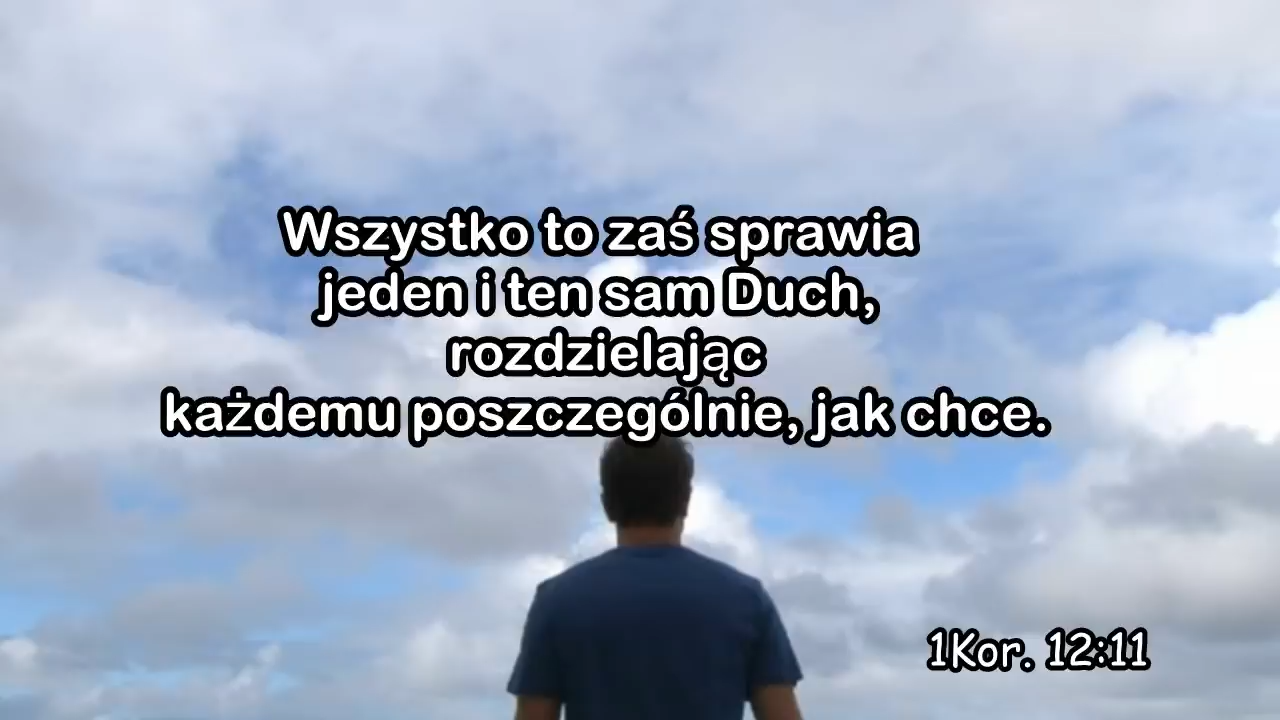 Wszystko to zaś sprawia
jeden i ten sam Duch,
rozdzielając
każdemu poszczególnie, jak chce.
1Kor. 12:11